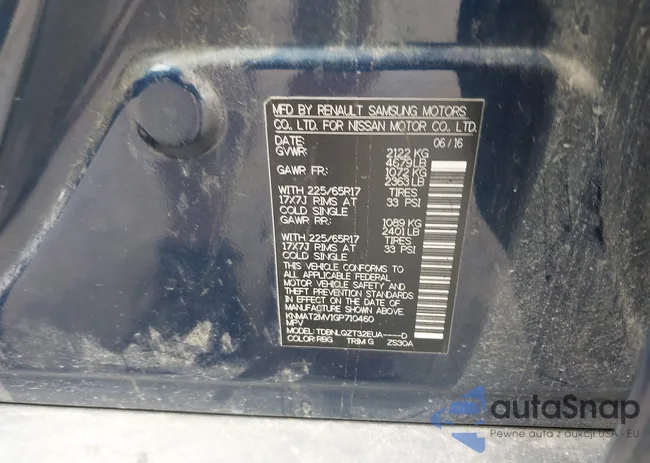 MFD BY RENAULT SAMSUNG MOTORS
CO., LTD. FOR NISSAN MOTOR CO., LTD.
DATE: 06/16
GVWR: 2122 KG
4679 LB
GAWR FR: 1072 KG
2363 LB
WITH 225/65R17 TIRES
17X7J RIMS AT 33 PSI
COLD SINGLE
GAWR RR: 1089 KG
2401 LB
WITH 225/65R17 TIRES
17X7J RIMS AT 33 PSI
COLD SINGLE
THIS VEHICLE CONFORMS TO
ALL APPLICABLE FEDERAL
MOTOR VEHICLE SAFETY AND
THEFT PREVENTION STANDARDS
IN EFFECT ON THE DATE OF
MANUFACTURE SHOWN ABOVE.
KNMAT2MV1GP710460
MPV
MODEL: TDBNLQZT32EUA----D
COLOR: RBG TRIM: G ZS30A
autoSnap
Pewne auta z aukcji USA - EU